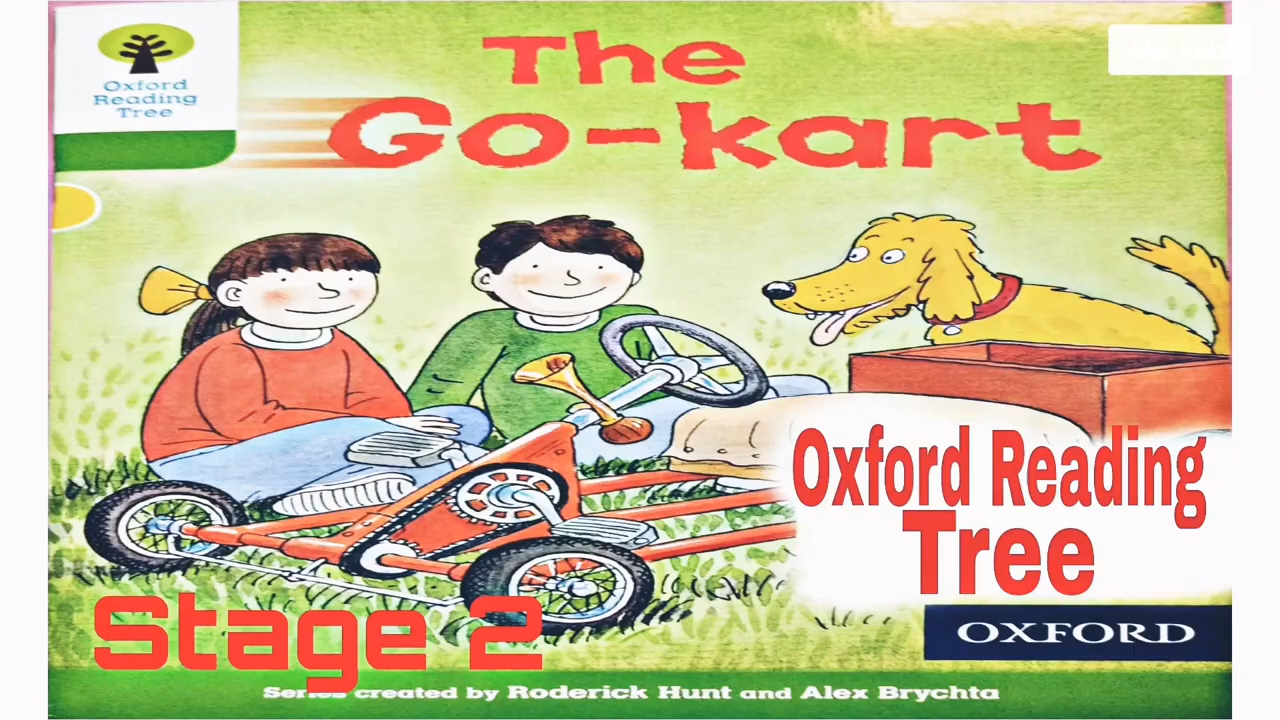 Oxford
Reading
Tree
The
Go-kart
Oxford Reading
Tree
OXFORD
Stage 2
Series created by Roderick Hunt and Alex Brychta